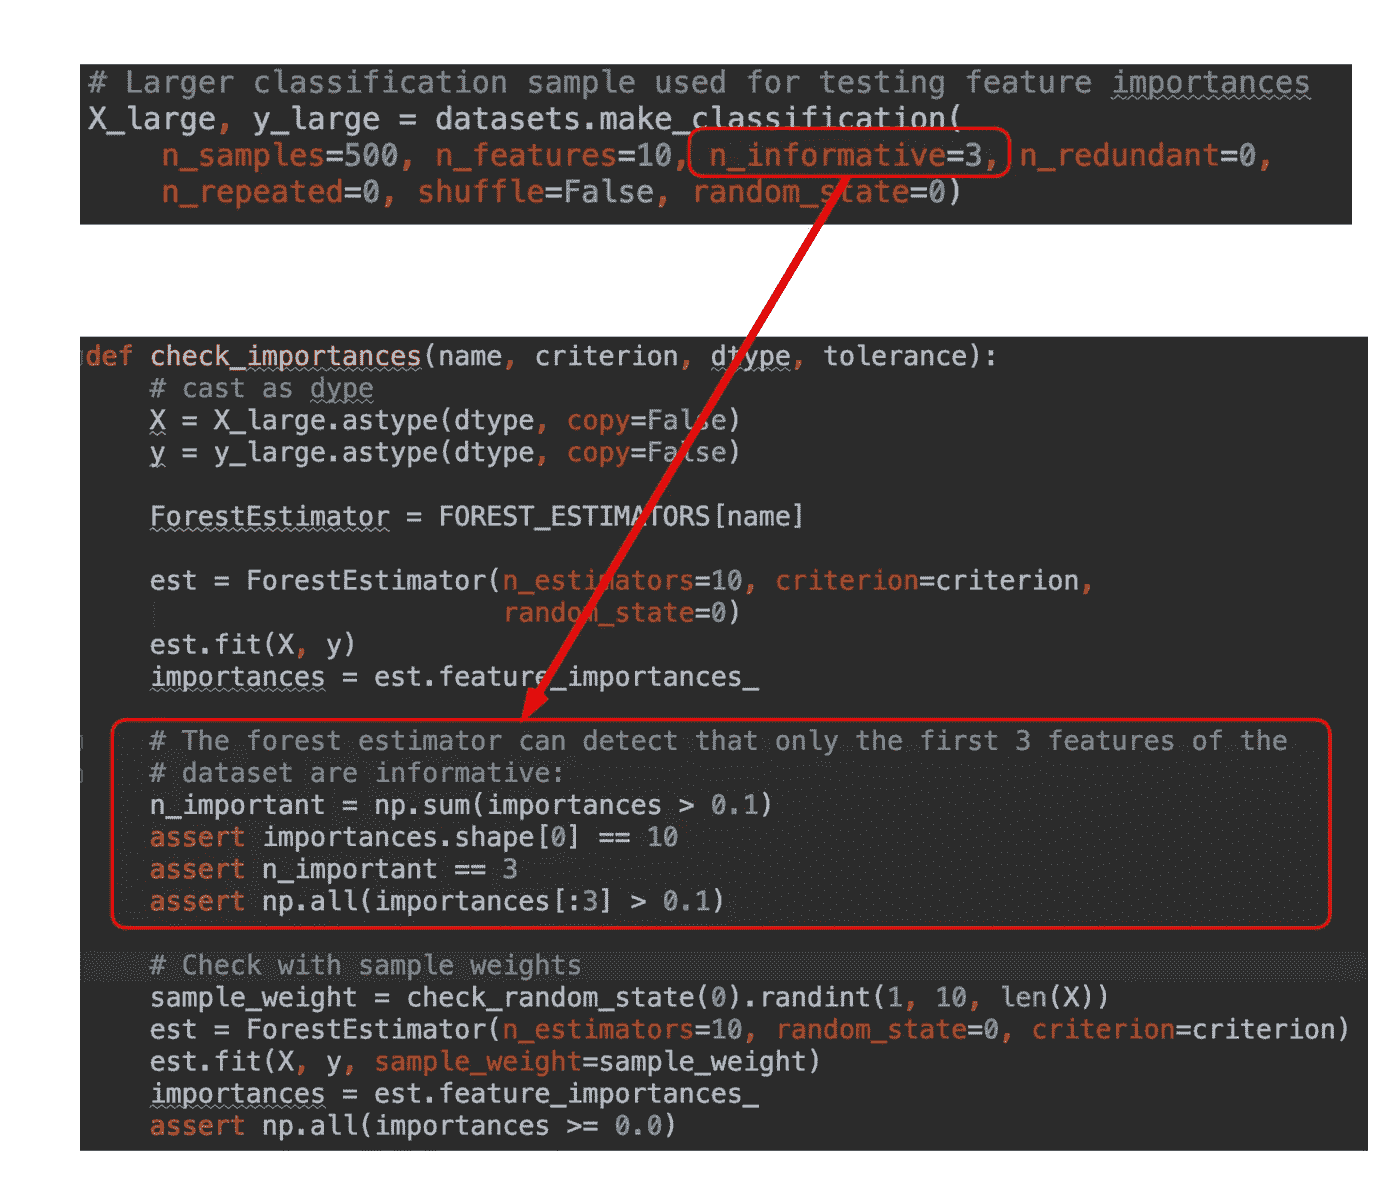 # Larger classification sample used for testing feature importances
X_large, y_large = datasets.make_classification(
    n_samples=500, n_features=10, n_informative=3, n_redundant=0,
    n_repeated=0, shuffle=False, random_state=0)
def check_importances(name, criterion, dtype, tolerance):
    # cast as dype
    X = X_large.astype(dtype, copy=False)
    y = y_large.astype(dtype, copy=False)
    ForestEstimator = FOREST_ESTIMATORS[name]
    est = ForestEstimator(n_estimators=10, criterion=criterion,
                          random_state=0)
    est.fit(X, y)
    importances = est.feature_importances_
    # The forest estimator can detect that only the first 3 features of the
    # dataset are informative:
    n_important = np.sum(importances > 0.1)
    assert importances.shape[0] == 10
    assert n_important == 3
    assert np.all(importances[:3] > 0.1)
    # Check with sample weights
    sample_weight = check_random_state(0).randint(1, 10, len(X))
    est = ForestEstimator(n_estimators=10, random_state=0, criterion=criterion)
    est.fit(X, y, sample_weight=sample_weight)
    importances = est.feature_importances_
    assert np.all(importances >= 0.0)